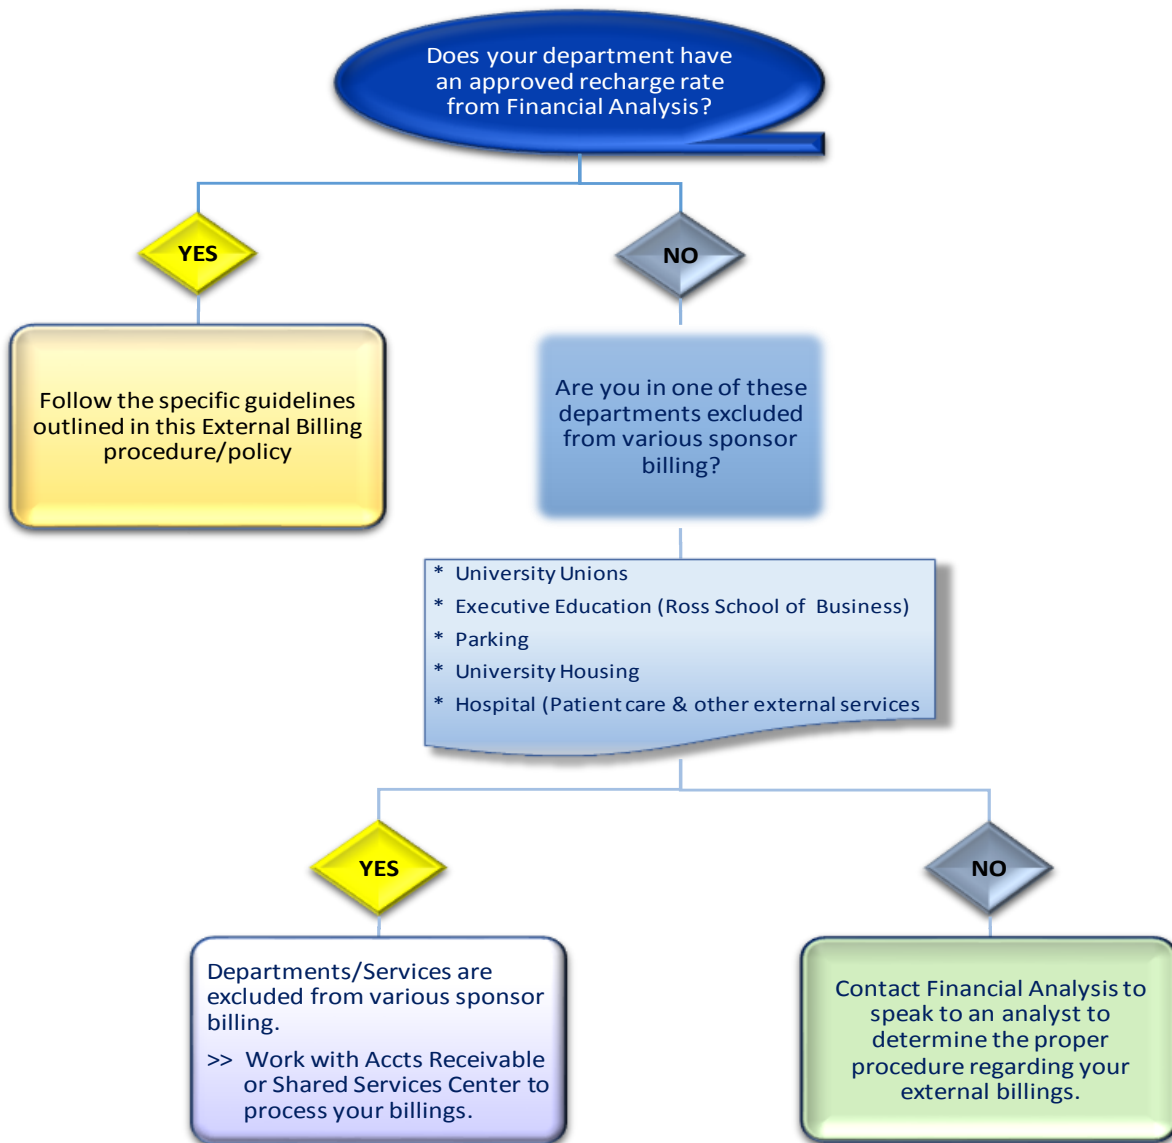 Does your department have
an approved recharge rate
from Financial Analysis?
YES
NO
Follow the specific guidelines
outlined in this External Billing
procedure/policy
Are you in one of these
departments excluded
from various sponsor
billing?
* University Unions
* Executive Education (Ross School of Business)
* Parking
* University Housing
* Hospital (Patient care & other external services
YES
NO
Departments/Services are
excluded from various sponsor
billing.
>> Work with Accts Receivable
or Shared Services Center to
process your billings.
Contact Financial Analysis to
speak to an analyst to
determine the proper
procedure regarding your
external billings.